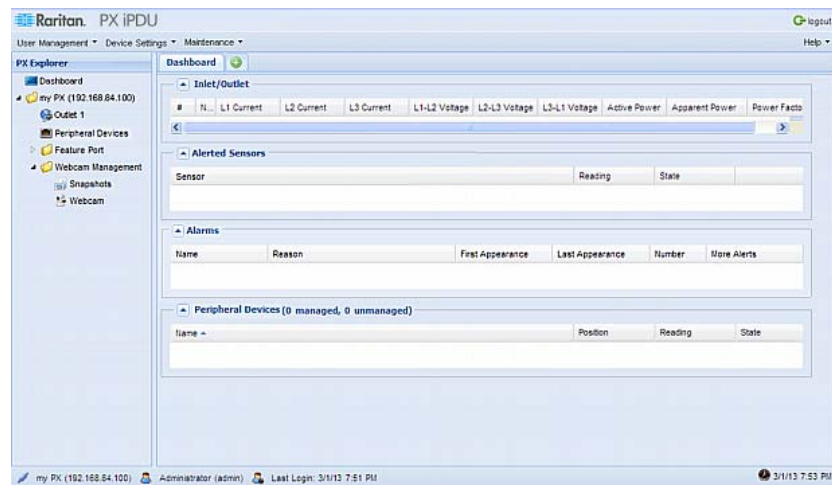 Raritan. PX iPDU
logout
User Management Device Settings Maintenance Help
PX Explorer
Dashboard
my PX (192.168.84.100)
Outlet 1
Peripheral Devices
Feature Port
Webcam Management
Snapshots
Webcam
Dashboard
Inlet/Outlet
# N... L1 Current L2 Current L3 Current L1-L2 Voltage L2-L3 Voltage L3-L1 Voltage Active Power Apparent Power Power Facto
Alerted Sensors
Sensor Reading State
Alarms
Name Reason First Appearance Last Appearance Number More Alerts
Peripheral Devices (0 managed, 0 unmanaged)
Name Position Reading State
my PX (192.168.84.100) Administrator (admin) Last Login: 3/1/13 7:51 PM 3/1/13 7:53 PM